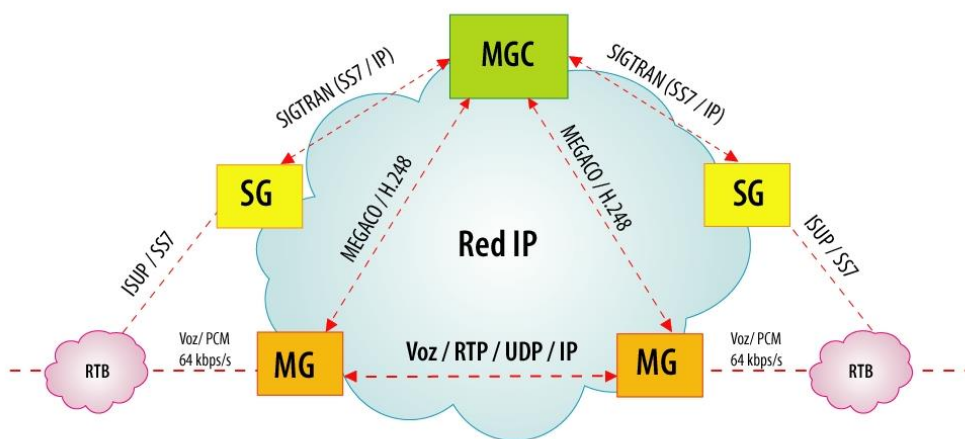 MGC
SIGTRAN (SS7 / IP)
SIGTRAN (SS7 / IP)
SG
SG
MEGACO / H.248
MEGACO / H.248
ISUP / SS7
ISUP / SS7
Red IP
RTB
Voz/ PCM
64 kbps/s
MG
Voz / RTP / UDP / IP
MG
Voz/ PCM
64 kbps/s
RTB